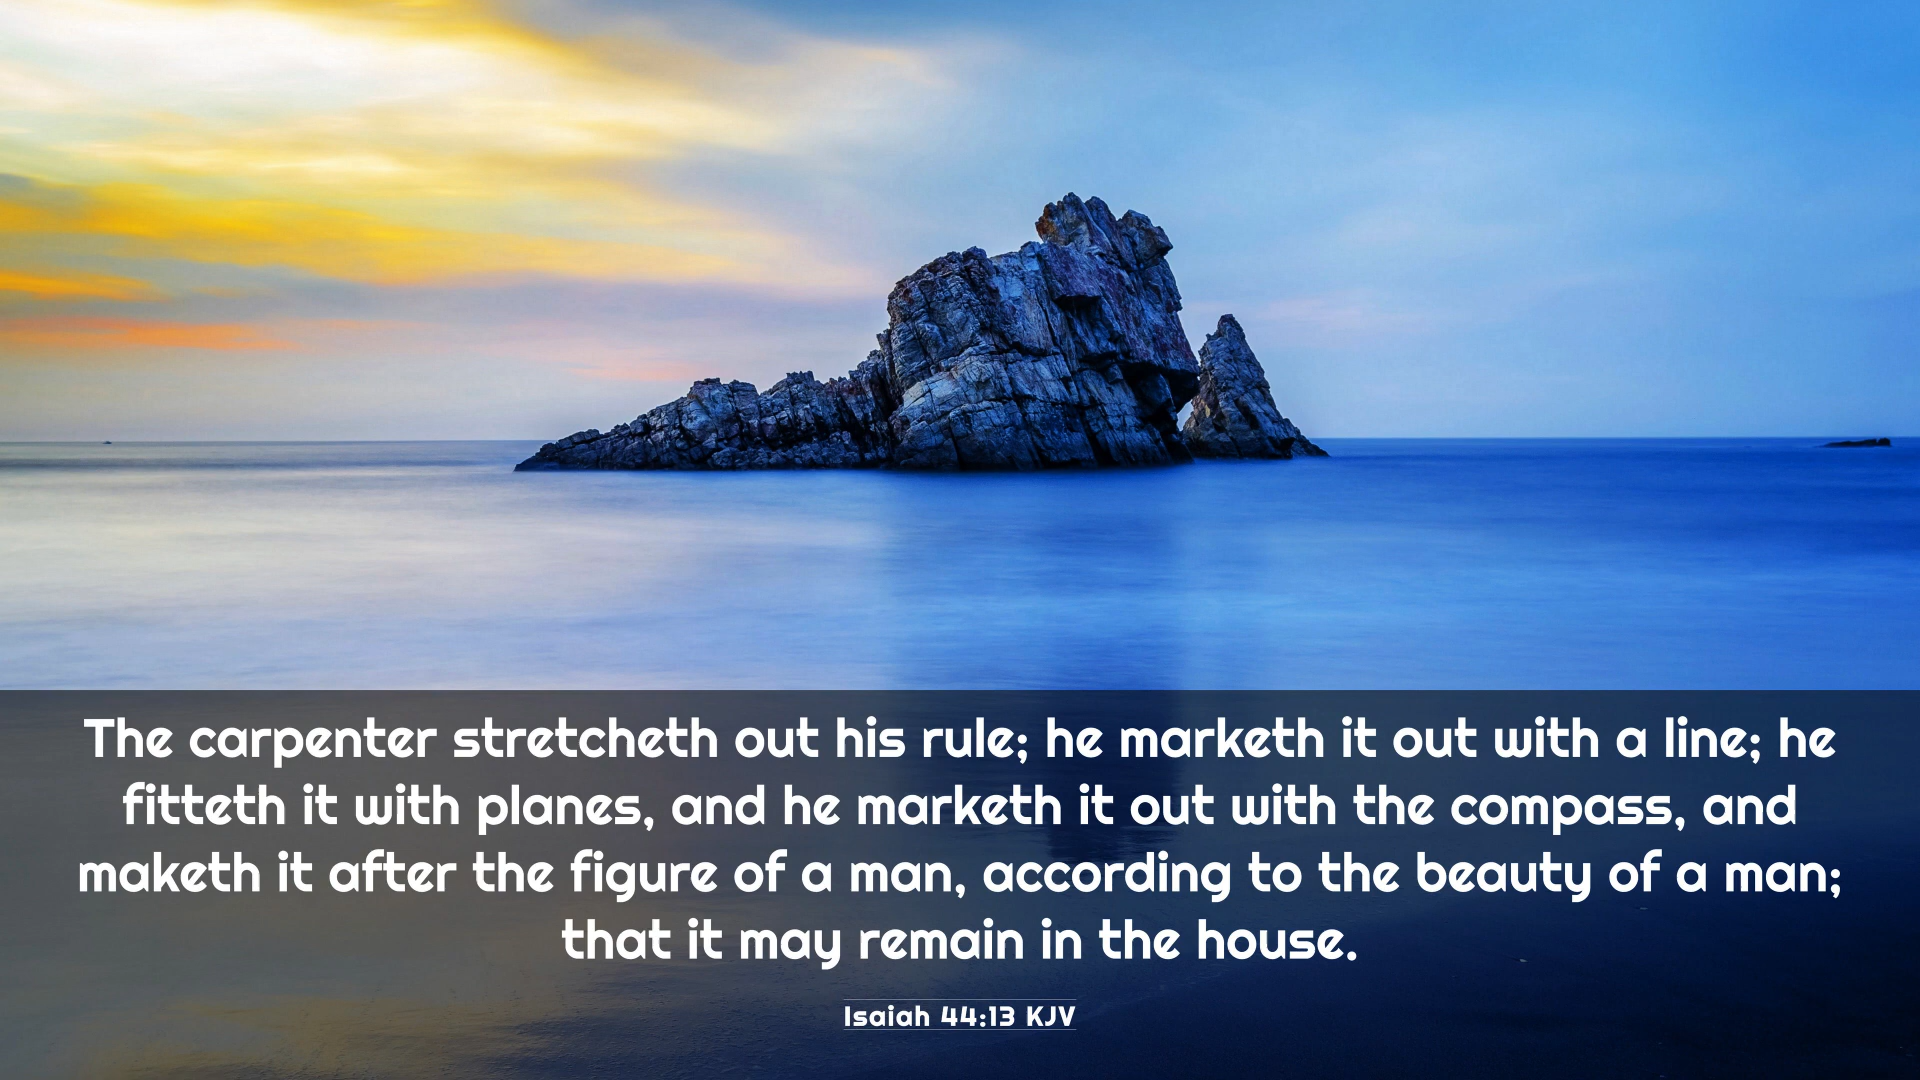 The carpenter stretcheth out his rule; he marketh it out with a line; he
fitteth it with planes, and he marketh it out with the compass, and
maketh it after the figure of a man, according to the beauty of a man;
that it may remain in the house.
Isaiah 44:13 KJV